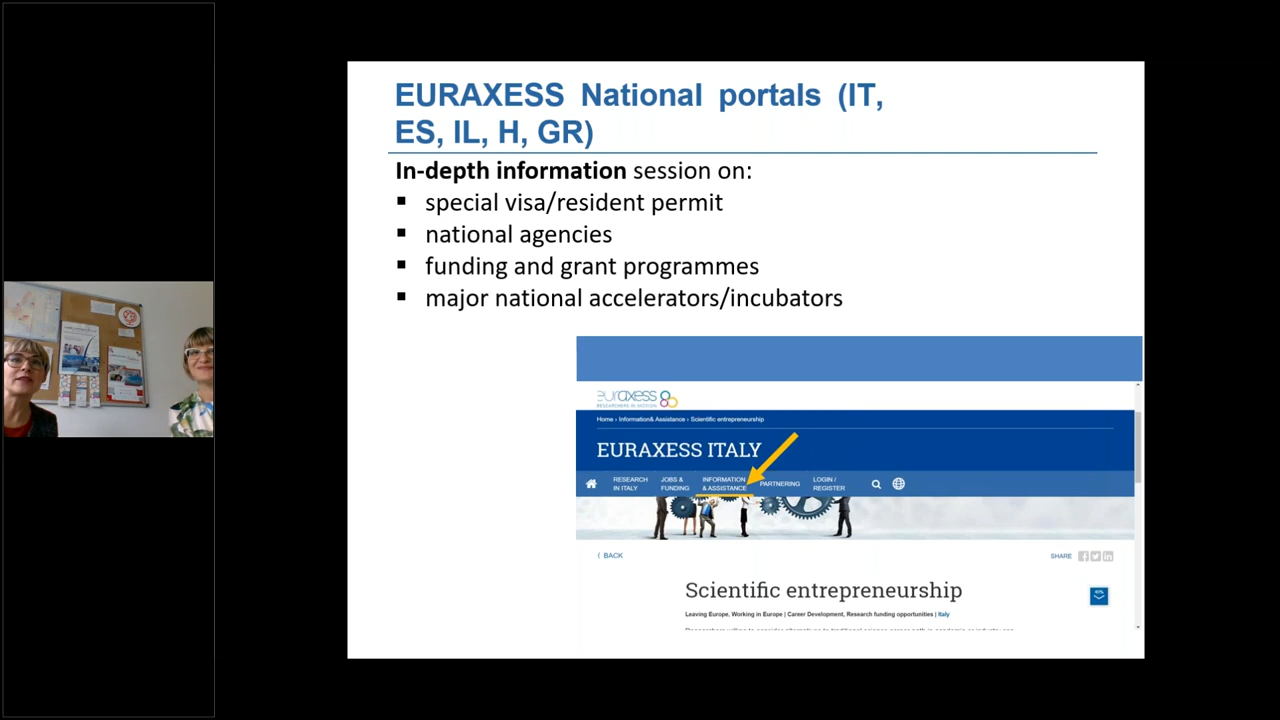 EURAXESS National portals (IT,
ES, IL, H, GR)
In-depth information session on:
▪ special visa/resident permit
▪ national agencies
▪ funding and grant programmes
▪ major national accelerators/incubators
euraxess
RESEARCHERS IN MOTION
Home › Information& Assistance › Scientific entrepreneurship
EURAXESS ITALY
RESEARCH
IN ITALY
JOBS &
FUNDING
INFORMATION
& ASSISTANCE
PARTNERING
LOGIN /
REGISTER
BACK
SHARE
Scientific entrepreneurship
Leaving Europe, Working in Europe | Career Development, Research funding opportunities | Italy